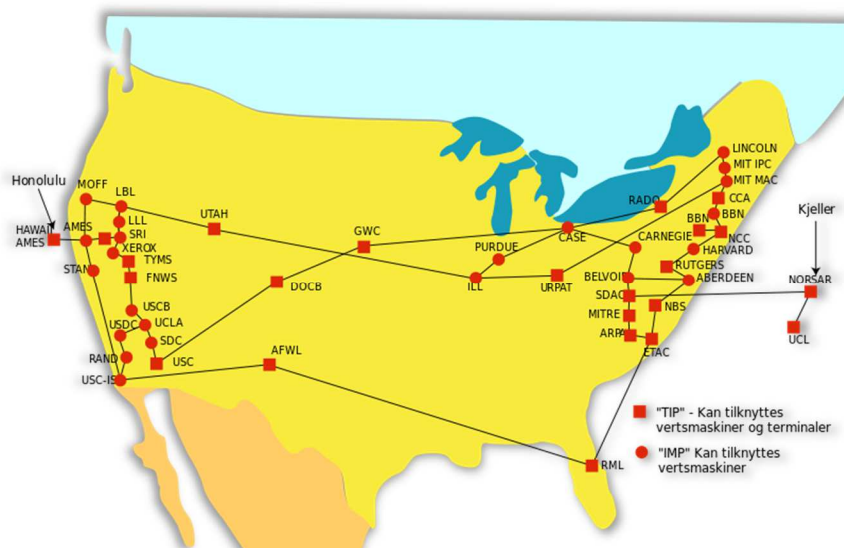 LINCOLN
MIT IPC
MIT MAC
CCA
BBN
BBN
NCC
HARVARD
RUTGERS
ABERDEEN
RADC
CASE
CARNEGIE
BELVOIR
SDAC
MITRE
ARPA
ETAC
NBS
Kjeller
NORSAR
UCL
Honolulu
HAWAII
AMES
MOFF
AMES
STAN
LBL
LLL
SRI
XEROX
TYMS
FNWS
USCB
UCLA
USDC
SDC
RAND
USC
USC-IS
UTAH
GWC
DOCB
AFWL
PURDUE
ILL
URPAT
RML
"TIP" - Kan tilknyttes
vertsmaskiner og terminaler
"IMP" Kan tilknyttes
vertsmaskiner